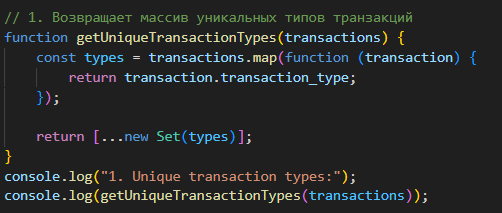 // 1. Возвращает массив уникальных типов транзакций
function getUniqueTransactionTypes(transactions) {
    const types = transactions.map(function (transaction) {
        return transaction.transaction_type;
    });

    return [...new Set(types)];
}
console.log("1. Unique transaction types:");
console.log(getUniqueTransactionTypes(transactions));